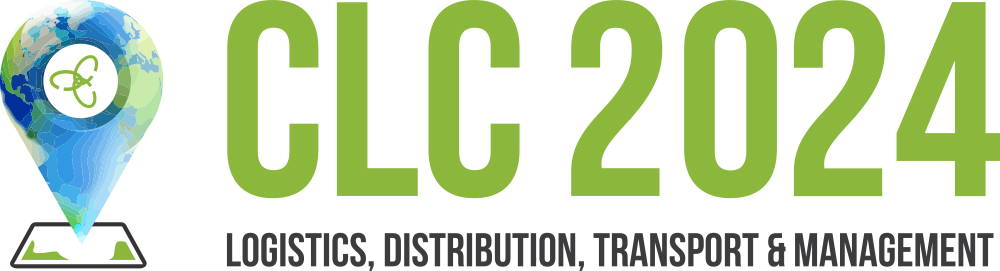 CLC 2024
LOGISTICS, DISTRIBUTION, TRANSPORT & MANAGEMENT